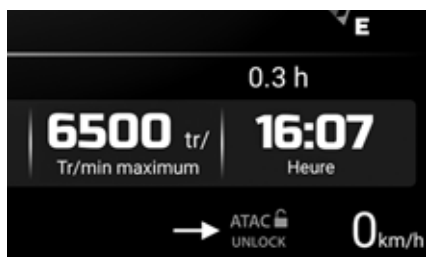 E
0.3 h
6500 tr/ 16:07
Tr/min maximum Heure
ATAC
UNLOCK 0km/h